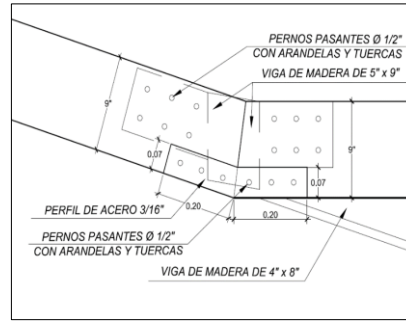 PERNOS PASANTES Ø 1/2"
CON ARANDELAS Y TUERCAS
VIGA DE MADERA DE 5" x 9"
9"
9"
0.07
0.07
PERFIL DE ACERO 3/16"
0.20
0.20
PERNOS PASANTES Ø 1/2"
CON ARANDELAS Y TUERCAS
VIGA DE MADERA DE 4" x 8"